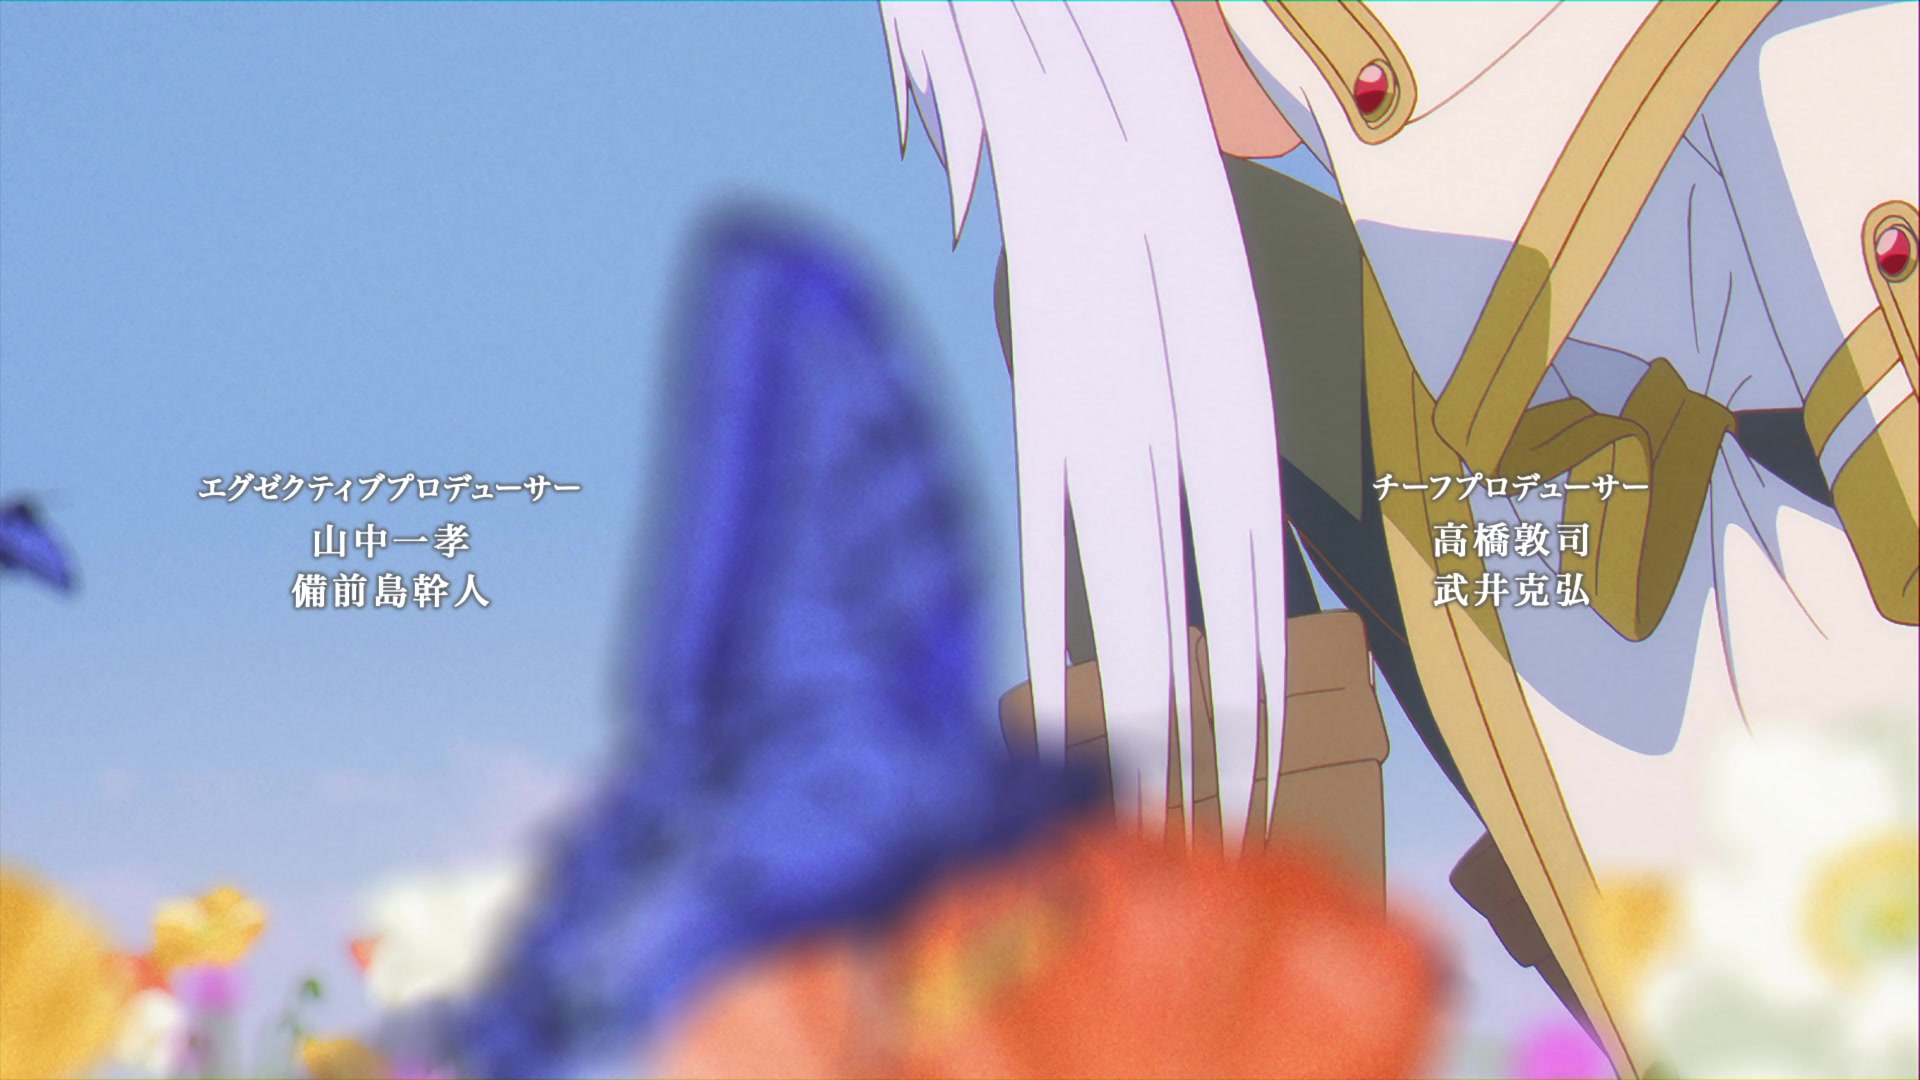 エグゼクティブプロデューサー
山中一孝
備前島幹人
チーフプロデューサー
高橋敦司
武井克弘